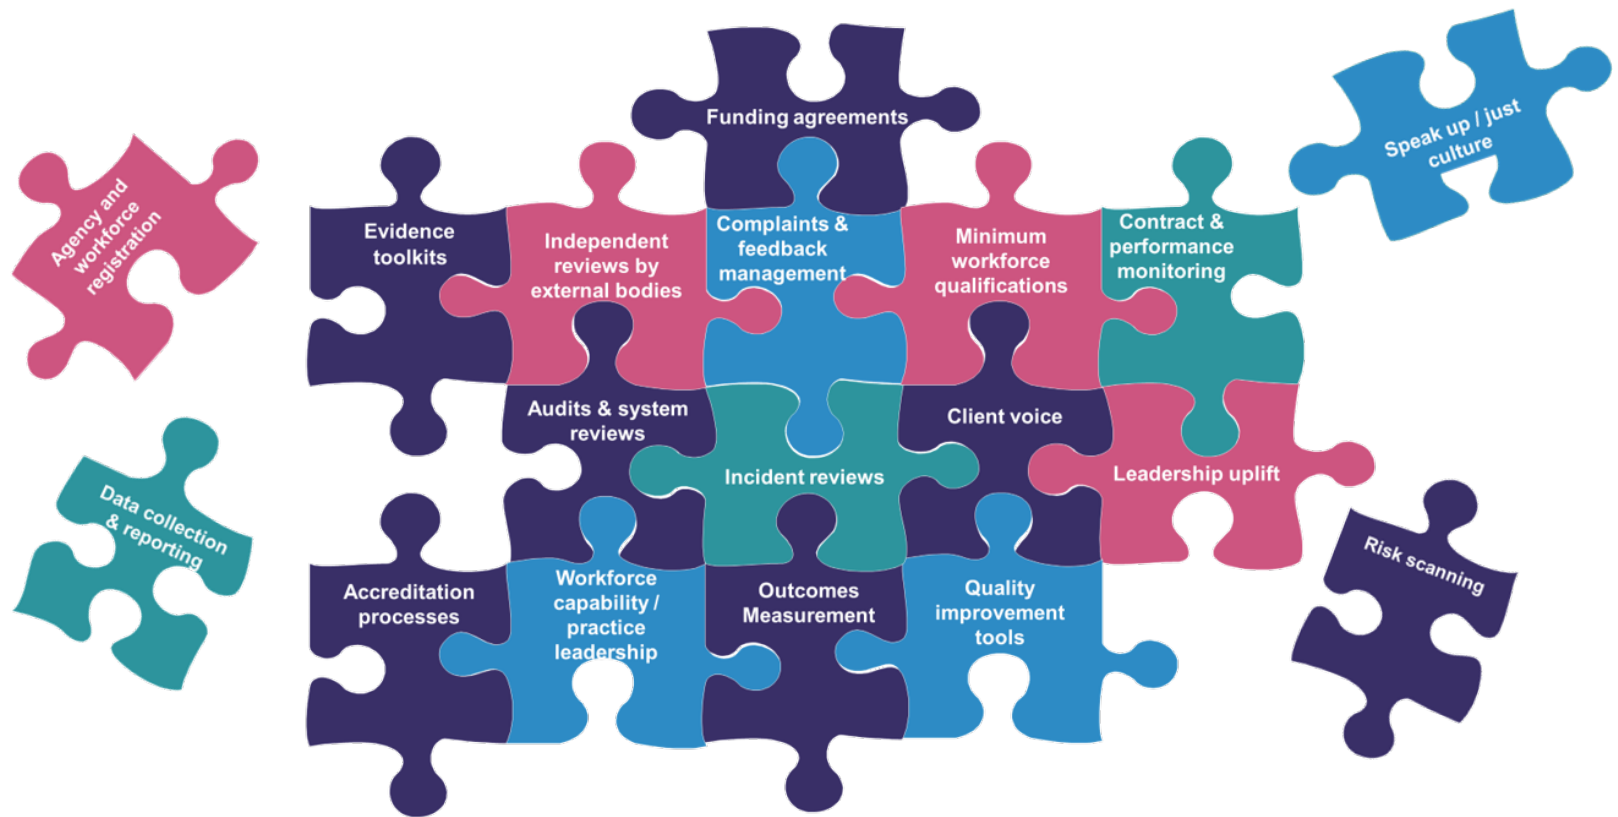 Funding agreements
Speak up / just
culture
Agency and
workforce
registration
Evidence
toolkits
Independent
reviews by
external bodies
Complaints &
feedback
management
Minimum
workforce
qualifications
Contract &
performance
monitoring
Audits & system
reviews
Incident reviews
Client voice
Leadership uplift
Data collection
& reporting
Risk scanning
Accreditation
processes
Workforce
capability /
practice
leadership
Outcomes
Measurement
Quality
improvement
tools